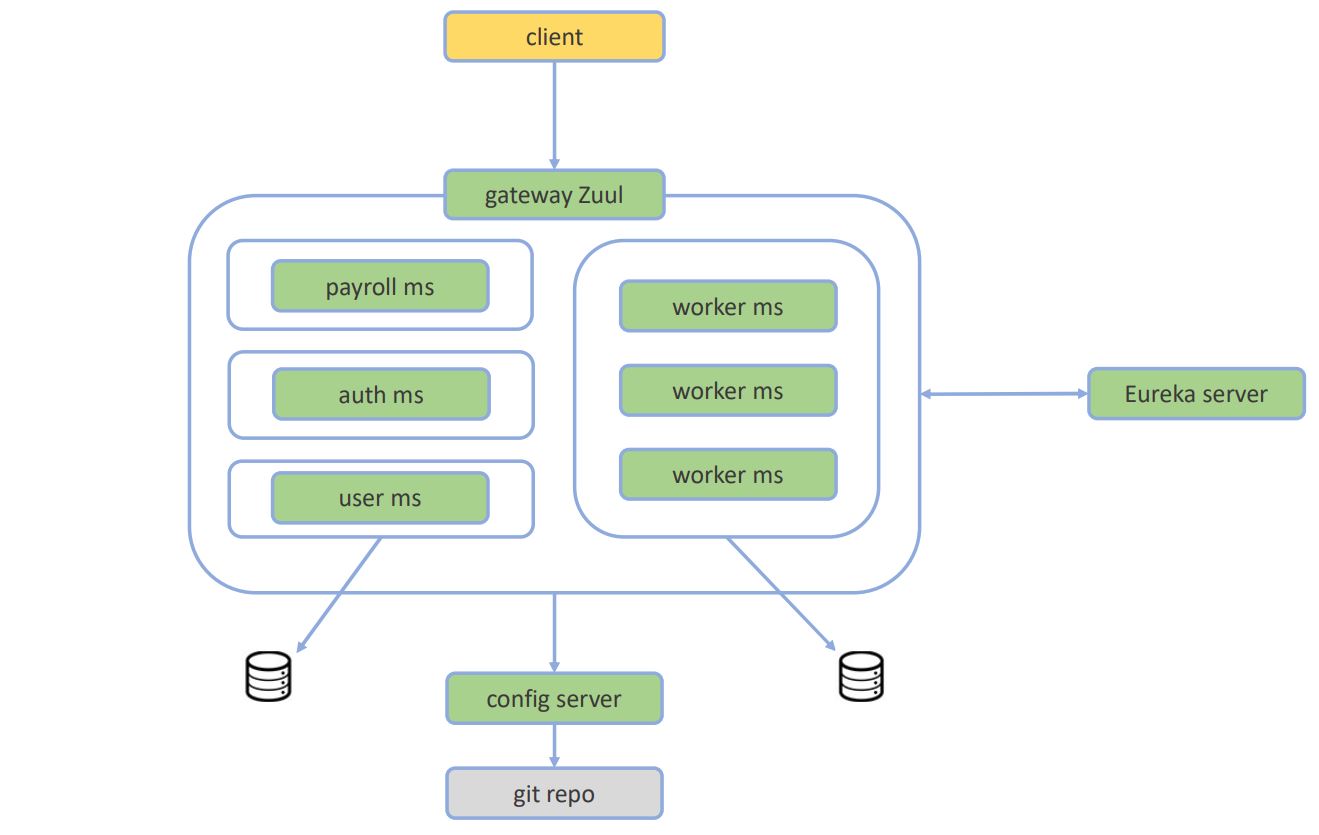 client
gateway Zuul
payroll ms
auth ms
user ms
worker ms
worker ms
worker ms
Eureka server
config server
git repo